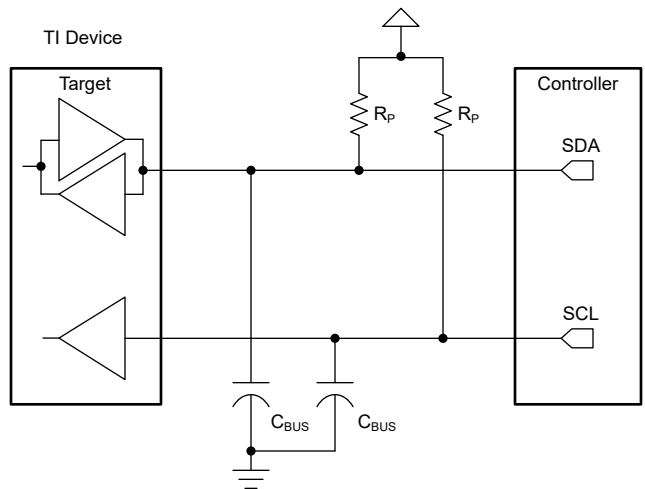 TI Device
Target
Controller
R_P
R_P
SDA
SCL
C_BUS
C_BUS